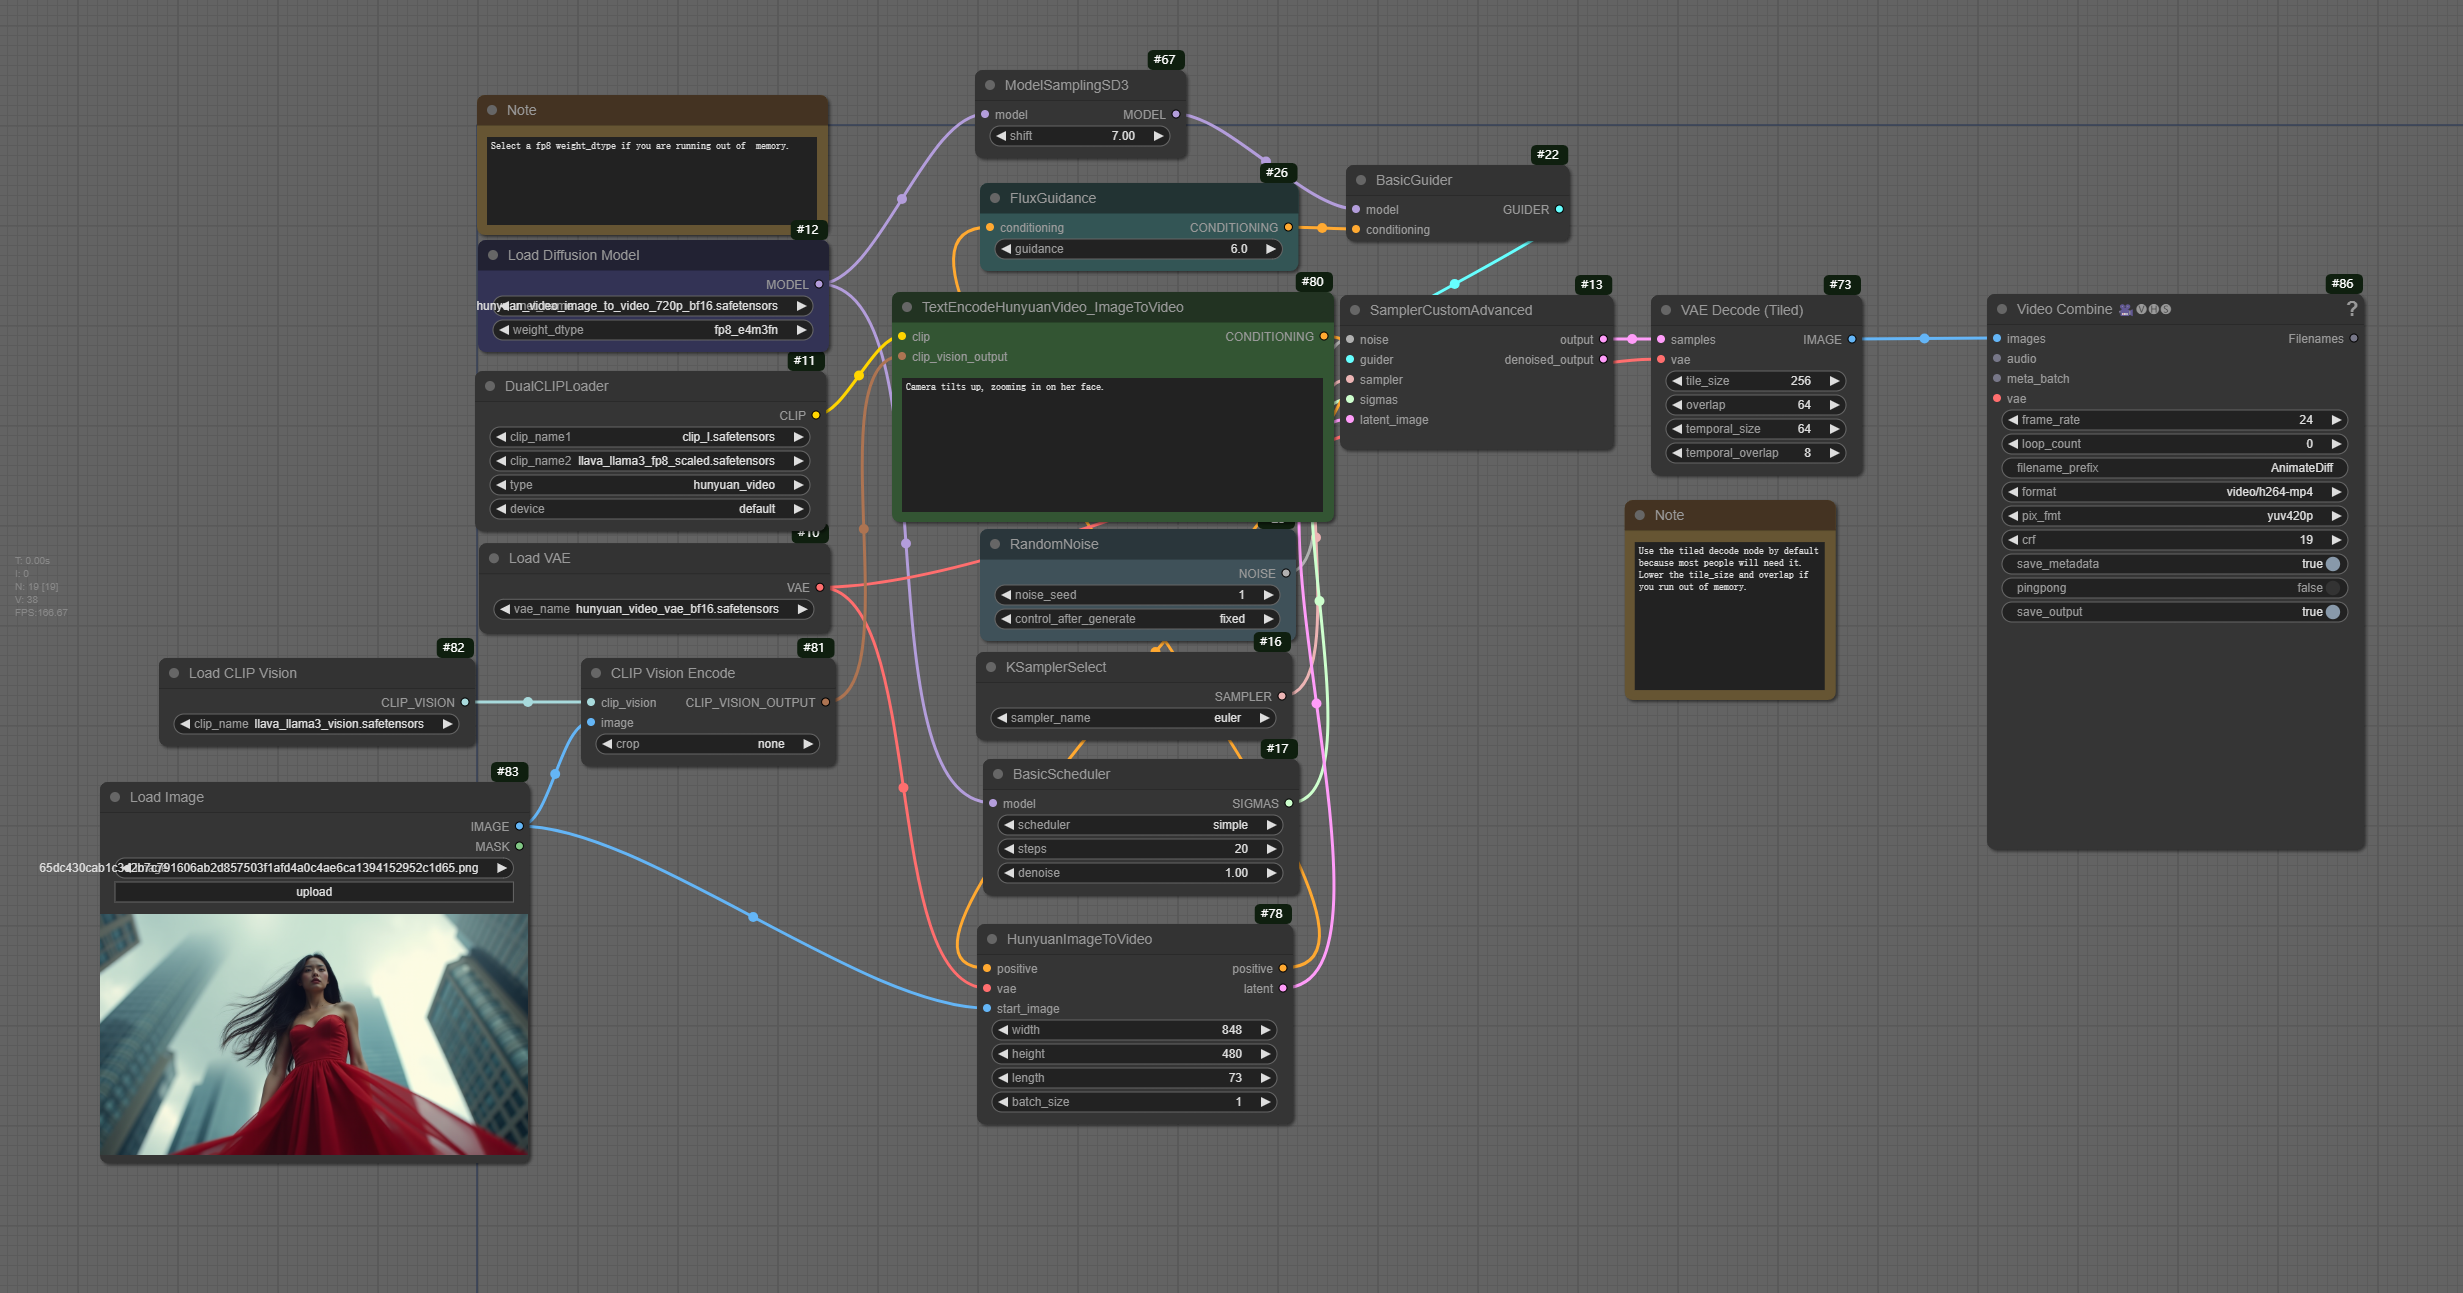 #67
ModelSamplingSD3
model MODEL
shift 7.00
Note
Select a fp8 weight_dtype if you are running out of memory.
#26
FluxGuidance
conditioning CONDITIONING
guidance 6.0
#22
BasicGuider
model GUIDER
conditioning
#12
Load Diffusion Model
MODEL
hunyuan_video_image_to_video_720p_bf16.safetensors
weight_dtype fp8_e4m3fn
#11
DualCLIPLoader
CLIP
clip_name1 clip_l.safetensors
clip_name2 llava_llama3_fp8_scaled.safetensors
type hunyuan_video
device default
#10
Load VAE
VAE
vae_name hunyuan_video_vae_bf16.safetensors
#80
TextEncodeHunyuanVideo_ImageToVideo
clip CONDITIONING
clip_vision_output
Camera tilts up, zooming in on her face.
#13
SamplerCustomAdvanced
noise output
guider denoised_output
sampler
sigmas
latent_image
#73
VAE Decode (Tiled)
samples IMAGE
vae
tile_size 256
overlap 64
temporal_size 64
temporal_overlap 8
#86
Video Combine VHS ?
images Filenames
audio
meta_batch
vae
frame_rate 24
loop_count 0
filename_prefix AnimateDiff
format video/h264-mp4
pix_fmt yuv420p
crf 19
save_metadata true
pingpong false
save_output true
Note
Use the tiled decode node by default
because most people will need it.
Lower the tile_size and overlap if
you run out of memory.
RandomNoise
NOISE
noise_seed 1
control_after_generate fixed
#16
KSamplerSelect
SAMPLER
sampler_name euler
#17
BasicScheduler
model SIGMAS
scheduler simple
steps 20
denoise 1.00
#78
HunyuanImageToVideo
positive positive
vae latent
start_image
width 848
height 480
length 73
batch_size 1
T: 0.00s
I: 0
N: 19 [19]
V: 38
FPS:166.67
#82
Load CLIP Vision
CLIP_VISION
clip_name llava_llama3_vision.safetensors
#81
CLIP Vision Encode
clip_vision CLIP_VISION_OUTPUT
image
crop none
#83
Load Image
IMAGE
MASK
upload